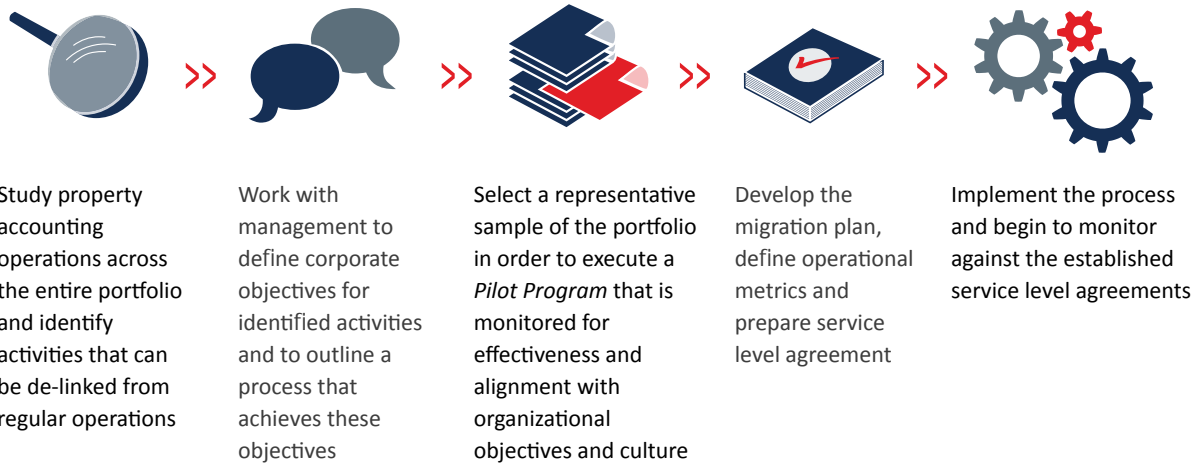 Study property
accounting
operations across
the entire portfolio
and identify
activities that can
be de-linked from
regular operations
Work with
management to
define corporate
objectives for
identified activities
and to outline a
process that
achieves these
objectives
Select a representative
sample of the portfolio
in order to execute a
Pilot Program that is
monitored for
effectiveness and
alignment with
organizational
objectives and culture
Develop the
migration plan,
define operational
metrics and
prepare service
level agreement
Implement the process
and begin to monitor
against the established
service level agreements